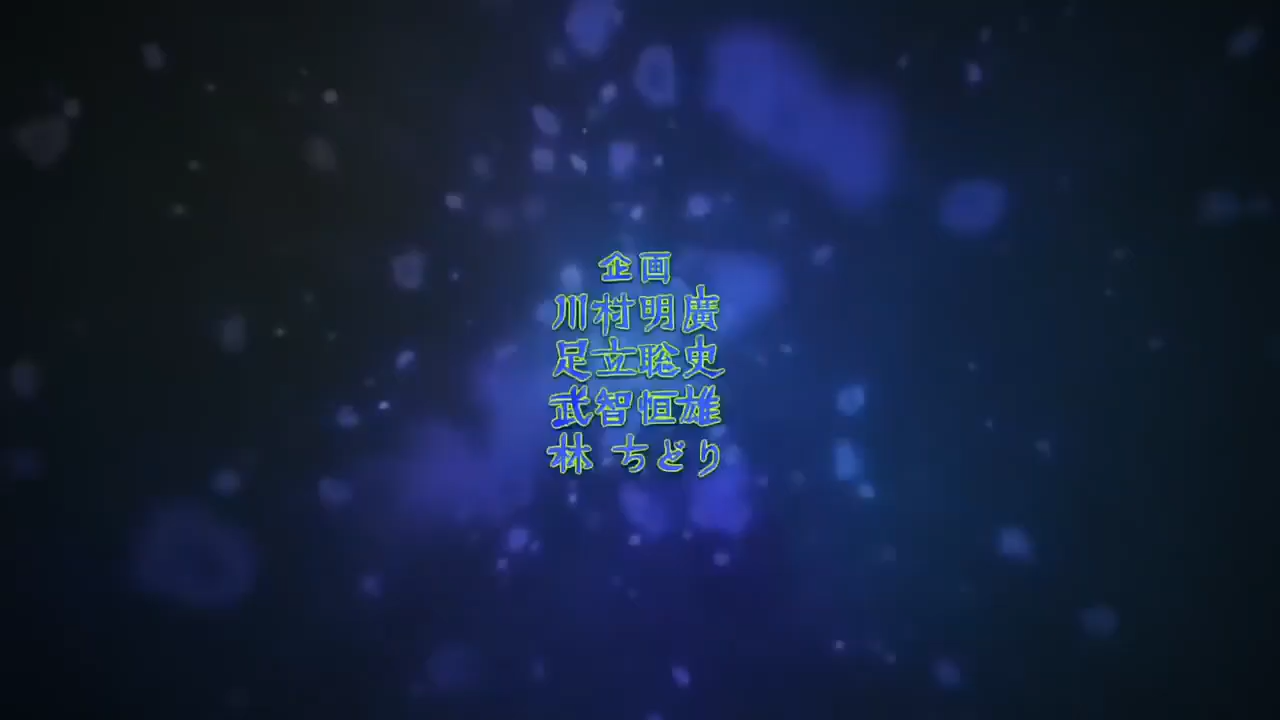 企画
川村明廣
足立聡史
武智恒雄
林 ちどり